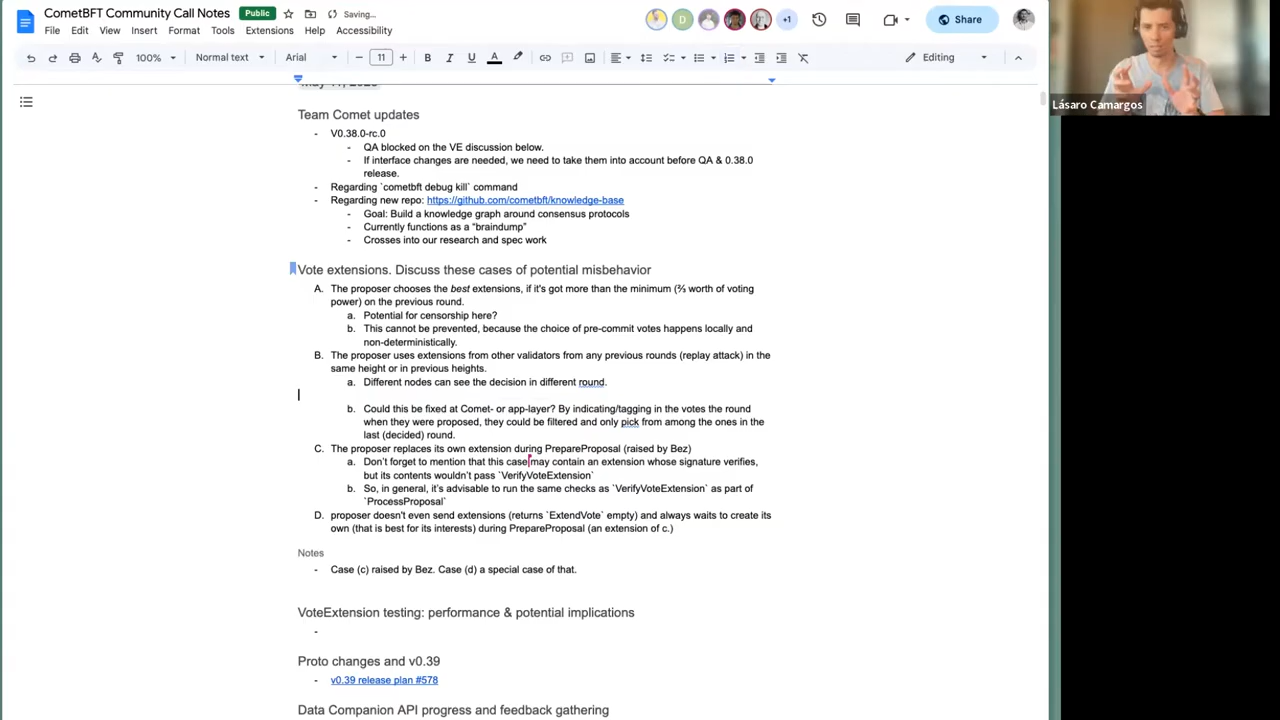 CometBFT Community Call Notes
Public
Saving...
File Edit View Insert Format Tools Extensions Help Accessibility
D
+1
Share
100%
Normal text
Arial
11
B I U A
Editing
Lásaro Camargos
Team Comet updates
- V0.38.0-rc.0
- QA blocked on the VE discussion below.
- If interface changes are needed, we need to take them into account before QA & 0.38.0
release.
- Regarding `cometbft debug kill` command
- Regarding new repo: https://github.com/cometbft/knowledge-base
- Goal: Build a knowledge graph around consensus protocols
- Currently functions as a “braindump”
- Crosses into our research and spec work
Vote extensions. Discuss these cases of potential misbehavior
A. The proposer chooses the best extensions, if it's got more than the minimum (⅔ worth of voting
power) on the previous round.
a. Potential for censorship here?
b. This cannot be prevented, because the choice of pre-commit votes happens locally and
non-deterministically.
B. The proposer uses extensions from other validators from any previous rounds (replay attack) in the
same height or in previous heights.
a. Different nodes can see the decision in different round.
b. Could this be fixed at Comet- or app-layer? By indicating/tagging in the votes the round
when they were proposed, they could be filtered and only pick from among the ones in the
last (decided) round.
C. The proposer replaces its own extension during PrepareProposal (raised by Bez)
a. Don’t forget to mention that this case may contain an extension whose signature verifies,
but its contents wouldn’t pass `VerifyVoteExtension`
b. So, in general, it’s advisable to run the same checks as `VerifyVoteExtension` as part of
`ProcessProposal`
D. proposer doesn't even send extensions (returns `ExtendVote` empty) and always waits to create its
own (that is best for its interests) during PrepareProposal (an extension of c.)
Notes
- Case (c) raised by Bez. Case (d) a special case of that.
VoteExtension testing: performance & potential implications
-
Proto changes and v0.39
- v0.39 release plan #578
Data Companion API progress and feedback gathering